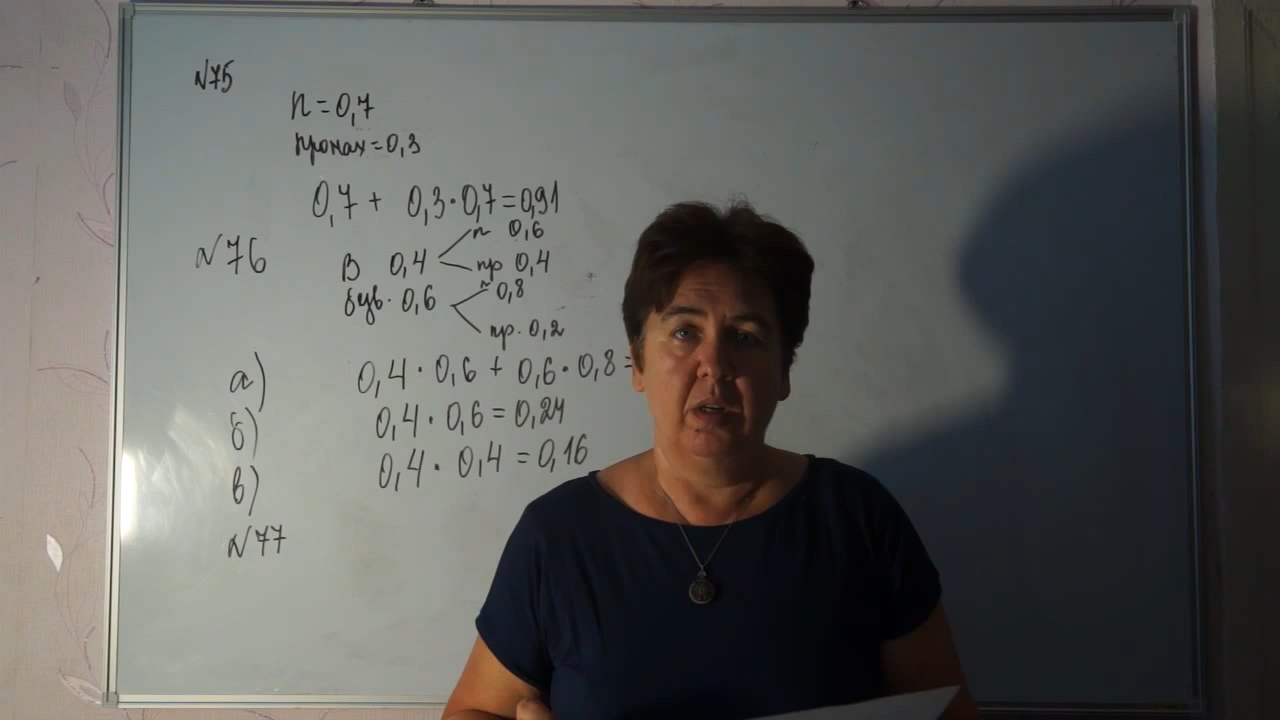 №75
п=0,7
промах=0,3
0,7 + 0,3·0,7=0,91
№76
В 0,4 п 0,6
пр 0,4
0,6 п 0,8
пр. 0,2
а) 0,4·0,6 + 0,6·0,8=
б) 0,4·0,6=0,24
в) 0,4·0,4=0,16
№77